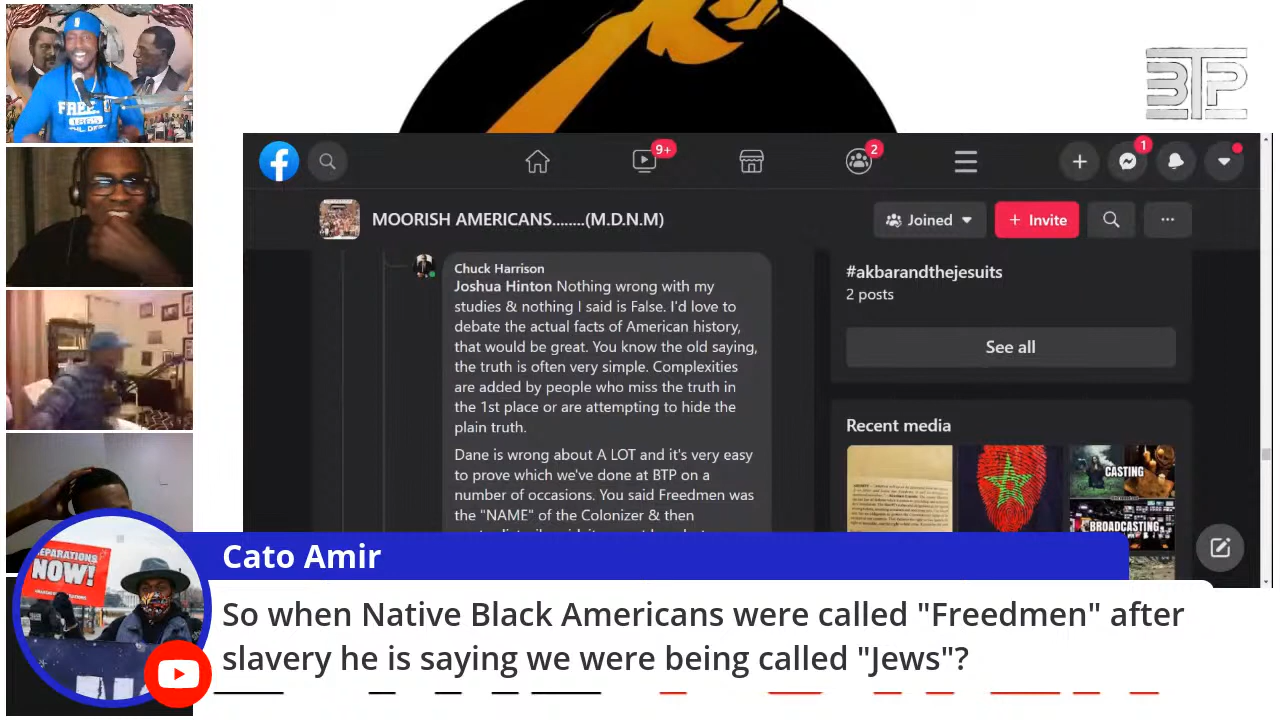 BTP
9+
2
1
MOORISH AMERICANS........(M.D.N.M)
Joined
+ Invite
Chuck Harrison
Joshua Hinton Nothing wrong with my
studies & nothing I said is False. I'd love to
debate the actual facts of American history,
that would be great. You know the old saying,
the truth is often very simple. Complexities
are added by people who miss the truth in
the 1st place or are attempting to hide the
plain truth.
Dane is wrong about A LOT and it's very easy
to prove which we've done at BTP on a
number of occasions. You said Freedmen was
the "NAME" of the Colonizer & then
#akbarandthejesuits
2 posts
See all
Recent media
CASTING
BROADCASTING
EPARATIONS
NOW!
Cato Amir
So when Native Black Americans were called "Freedmen" after
slavery he is saying we were being called "Jews"?